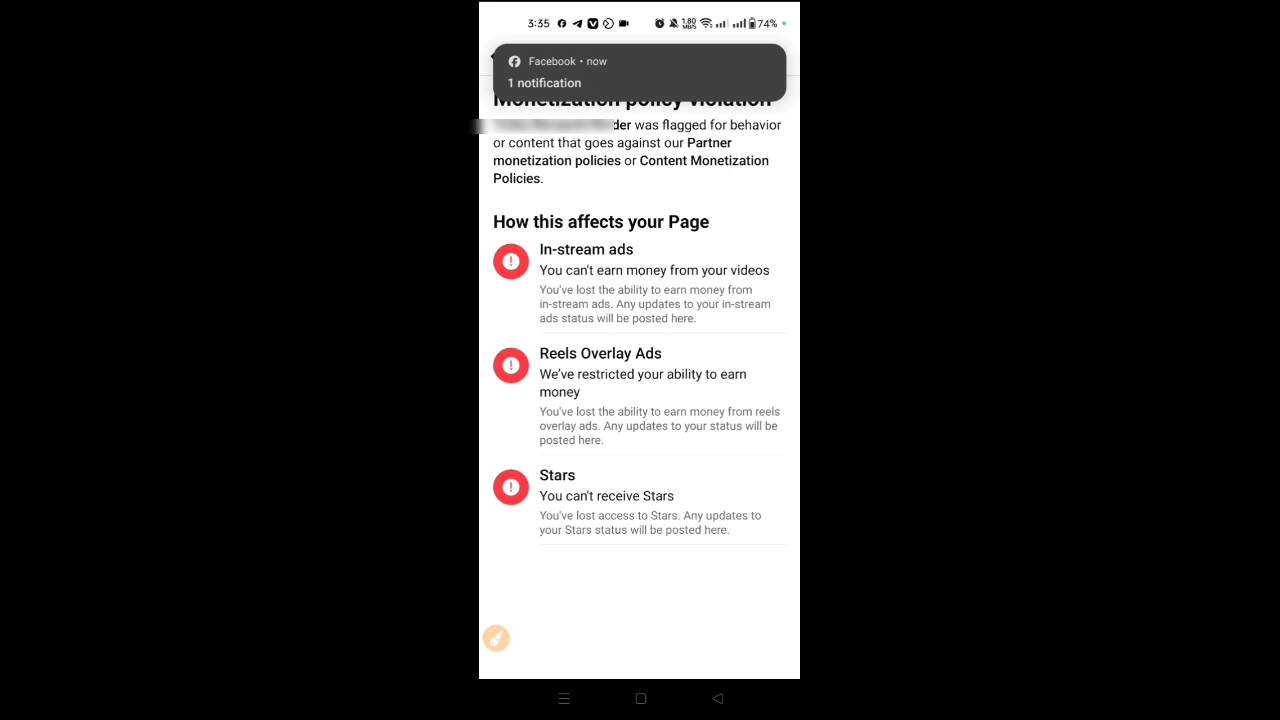 3:35 1.80 MB/S 74%
Facebook • now
1 notification
Monetization policy violation
der was flagged for behavior
or content that goes against our Partner
monetization policies or Content Monetization
Policies.
How this affects your Page
In-stream ads
You can't earn money from your videos
You've lost the ability to earn money from
in-stream ads. Any updates to your in-stream
ads status will be posted here.
Reels Overlay Ads
We've restricted your ability to earn
money
You've lost the ability to earn money from reels
overlay ads. Any updates to your status will be
posted here.
Stars
You can't receive Stars
You've lost access to Stars. Any updates to
your Stars status will be posted here.